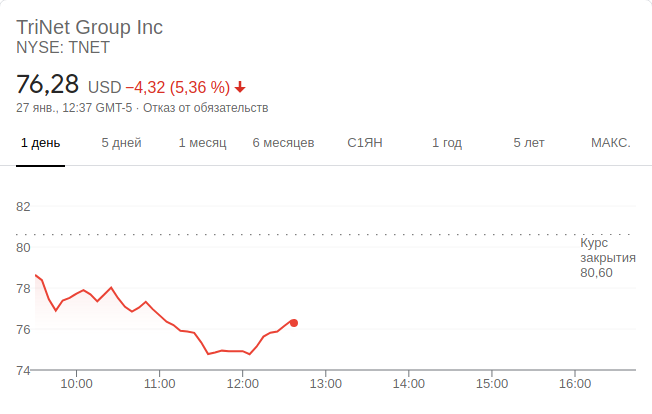 TriNet Group Inc
NYSE: TNET
76,28 USD −4,32 (5,36 %)
27 янв., 12:37 GMT-5 · Отказ от обязательств
1 день 5 дней 1 месяц 6 месяцев С1ЯН 1 год 5 лет МАКС.
82
80
Курс
закрытия
80,60
78
76
74
10:00 11:00 12:00 13:00 14:00 15:00 16:00